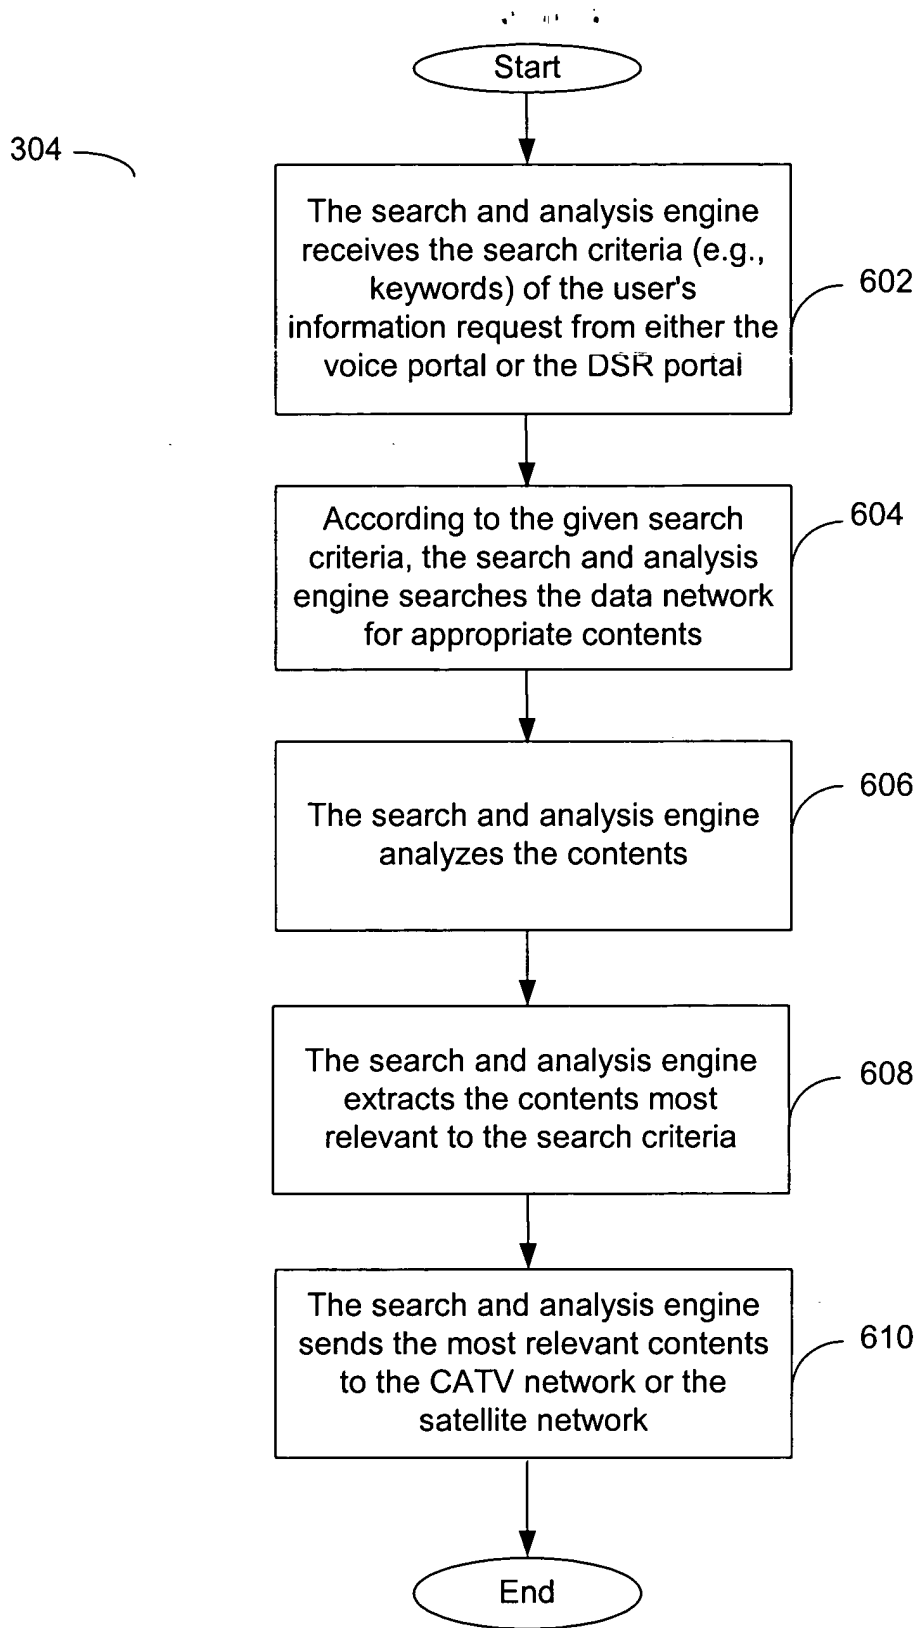 Start
304
The search and analysis engine
receives the search criteria (e.g.,
keywords) of the user's
information request from either the
voice portal or the DSR portal
602
According to the given search
criteria, the search and analysis
engine searches the data network
for appropriate contents
604
The search and analysis engine
analyzes the contents
606
The search and analysis engine
extracts the contents most
relevant to the search criteria
608
The search and analysis engine
sends the most relevant contents
to the CATV network or the
satellite network
610
End